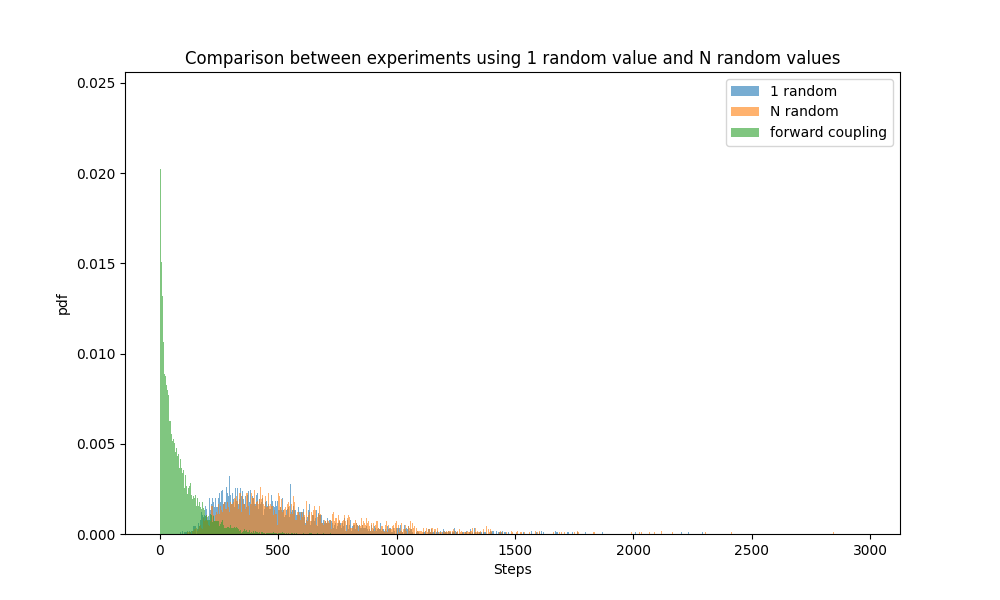 Comparison between experiments using 1 random value and N random values
1 random
N random
forward coupling
0.025
0.020
0.015
0.010
0.005
0.000
pdf
0
500
1000
1500
2000
2500
3000
Steps